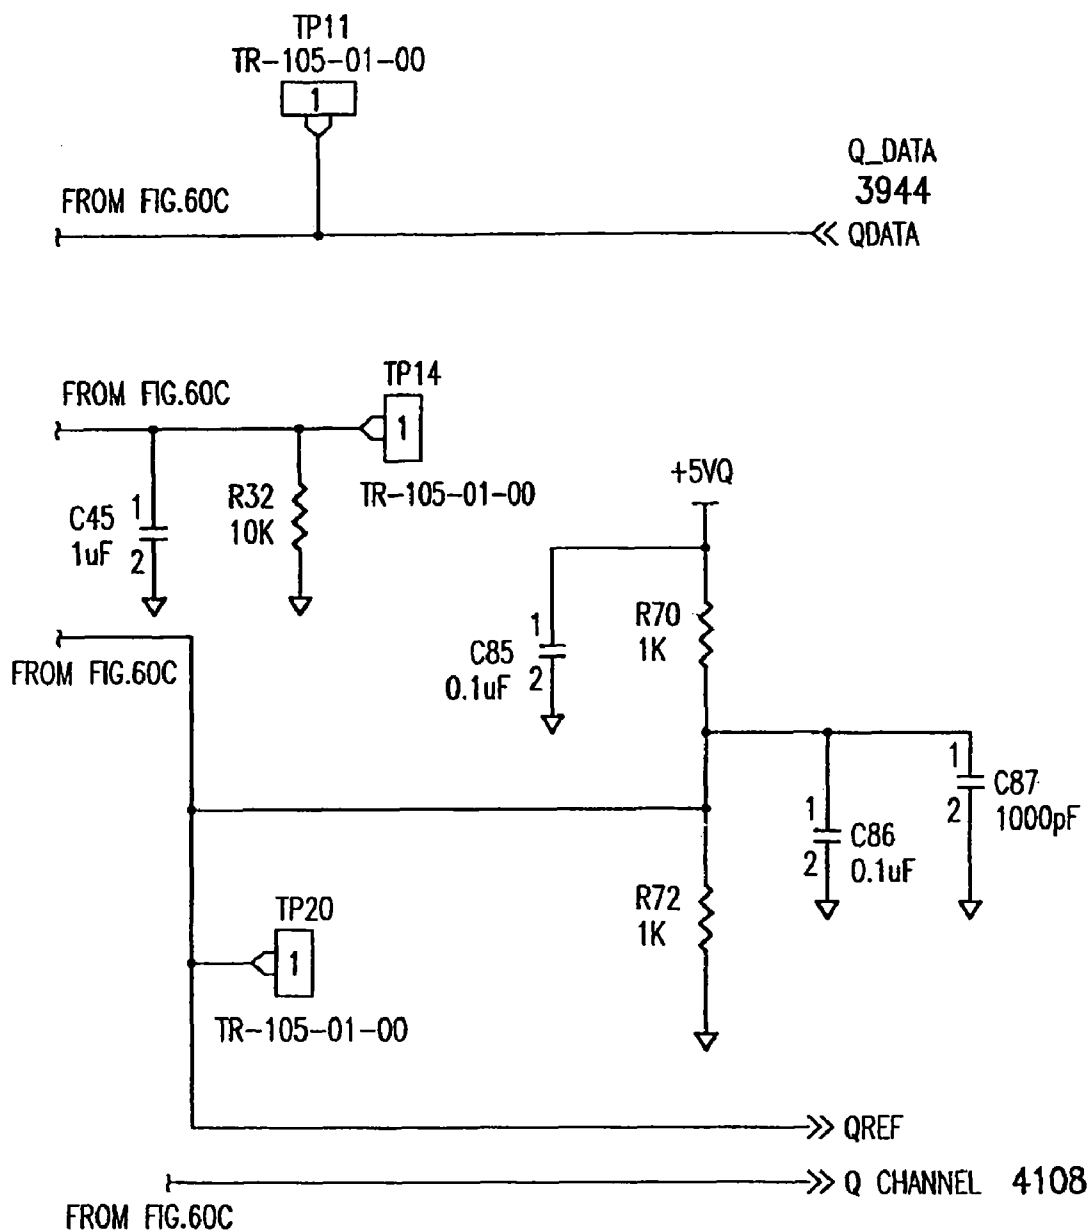 TP11
TR-105-01-00
1
Q_DATA
3944
FROM FIG.60C
QDATA
FROM FIG.60C
TP14
1
TR-105-01-00
C45
1uF
1
2
R32
10K
+5VQ
FROM FIG.60C
C85
0.1uF
1
2
R70
1K
1
2
C87
1000pF
1
2
C86
0.1uF
R72
1K
TP20
1
TR-105-01-00
QREF
Q CHANNEL 4108
FROM FIG.60C